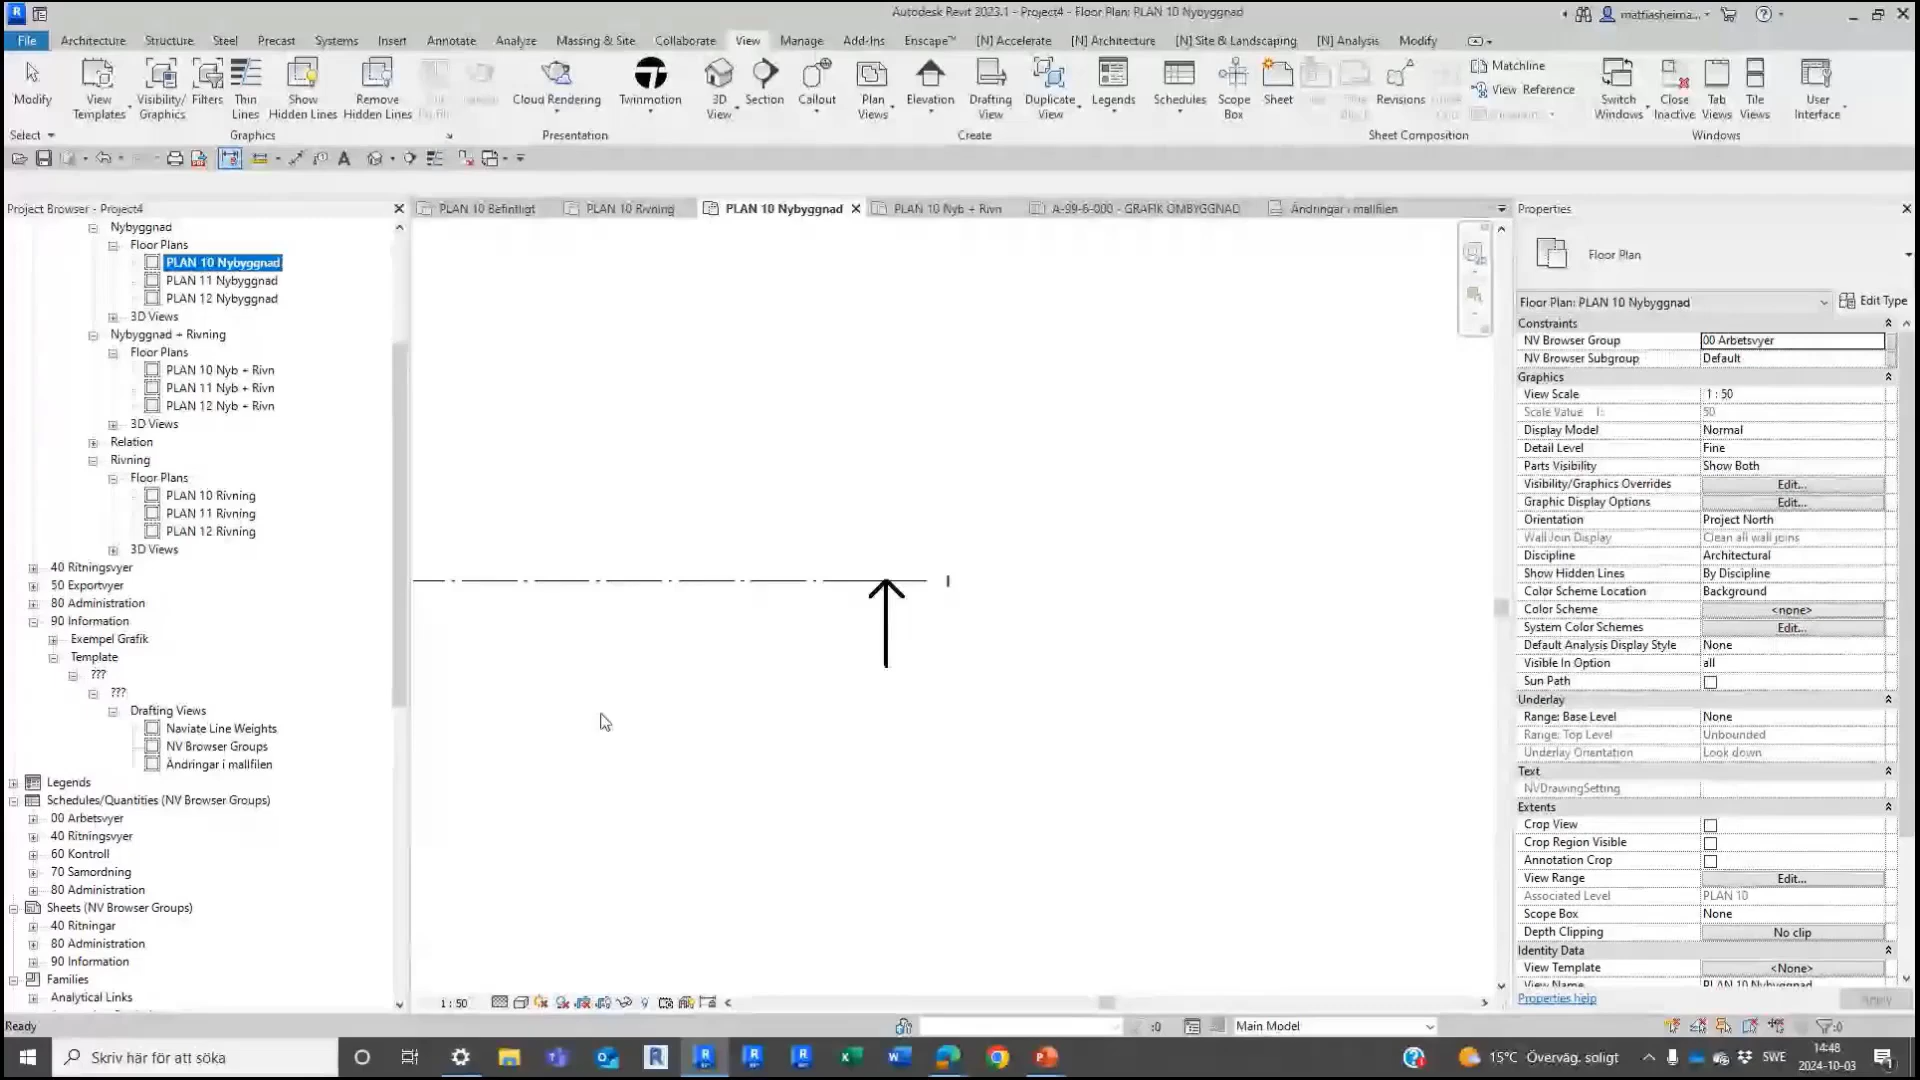 Autodesk Revit 2023.1 - Project4 - Floor Plan: PLAN 10 Nybyggnad
mattiasheima...
File Architecture Structure Steel Precast Systems Insert Annotate Analyze Massing & Site Collaborate View Manage Add-Ins Enscape™ [N] Accelerate [N] Architecture [N] Site & Landscaping [N] Analysis Modify
Modify
View Templates
Visibility/ Graphics
Filters
Thin Lines
Show Hidden Lines
Remove Hidden Lines
Cloud Rendering
Twinmotion
3D View
Section
Callout
Plan Views
Elevation
Drafting View
Duplicate View
Legends
Schedules
Scope Box
Sheet
Revisions
Matchline
View Reference
Switch Windows
Close Inactive
Tab Views
Tile Views
User Interface
Select Graphics Presentation Create Sheet Composition Windows
Project Browser - Project4
PLAN 10 Befintligt PLAN 10 Rivning PLAN 10 Nybyggnad PLAN 10 Nyb + Rivn A-99-6-000 - GRAFIK OMBYGGNAD Ändringar i mallfilen
Nybyggnad
Floor Plans
PLAN 10 Nybyggnad
PLAN 11 Nybyggnad
PLAN 12 Nybyggnad
3D Views
Nybyggnad + Rivning
Floor Plans
PLAN 10 Nyb + Rivn
PLAN 11 Nyb + Rivn
PLAN 12 Nyb + Rivn
3D Views
Relation
Rivning
Floor Plans
PLAN 10 Rivning
PLAN 11 Rivning
PLAN 12 Rivning
3D Views
40 Ritningsvyer
50 Exportvyer
80 Administration
90 Information
Exempel Grafik
Template
???
???
Drafting Views
Naviate Line Weights
NV Browser Groups
Ändringar i mallfilen
Legends
Schedules/Quantities (NV Browser Groups)
00 Arbetsvyer
40 Ritningsvyer
60 Kontroll
70 Samordning
80 Administration
Sheets (NV Browser Groups)
40 Ritningar
80 Administration
90 Information
Families
Analytical Links
Properties
Floor Plan
Floor Plan: PLAN 10 Nybyggnad Edit Type
Constraints
NV Browser Group 00 Arbetsvyer
NV Browser Subgroup Default
Graphics
View Scale 1 : 50
Scale Value 1: 50
Display Model Normal
Detail Level Fine
Parts Visibility Show Both
Visibility/Graphics Overrides Edit...
Graphic Display Options Edit...
Orientation Project North
Wall Join Display Clean all wall joins
Discipline Architectural
Show Hidden Lines By Discipline
Color Scheme Location Background
Color Scheme <none>
System Color Schemes Edit...
Default Analysis Display Style None
Visible In Option all
Sun Path
Underlay
Range: Base Level None
Range: Top Level Unbounded
Underlay Orientation Look down
Text
NVDrawingSetting
Extents
Crop View
Crop Region Visible
Annotation Crop
View Range Edit...
Associated Level PLAN 10
Scope Box None
Depth Clipping No clip
Identity Data
View Template <None>
View Name PLAN 10 Nybyggnad
Properties help Apply
1 : 50
Ready :0 Main Model :0
Skriv här för att söka
15°C Överväg. soligt
SWE
14:48
2024-10-03